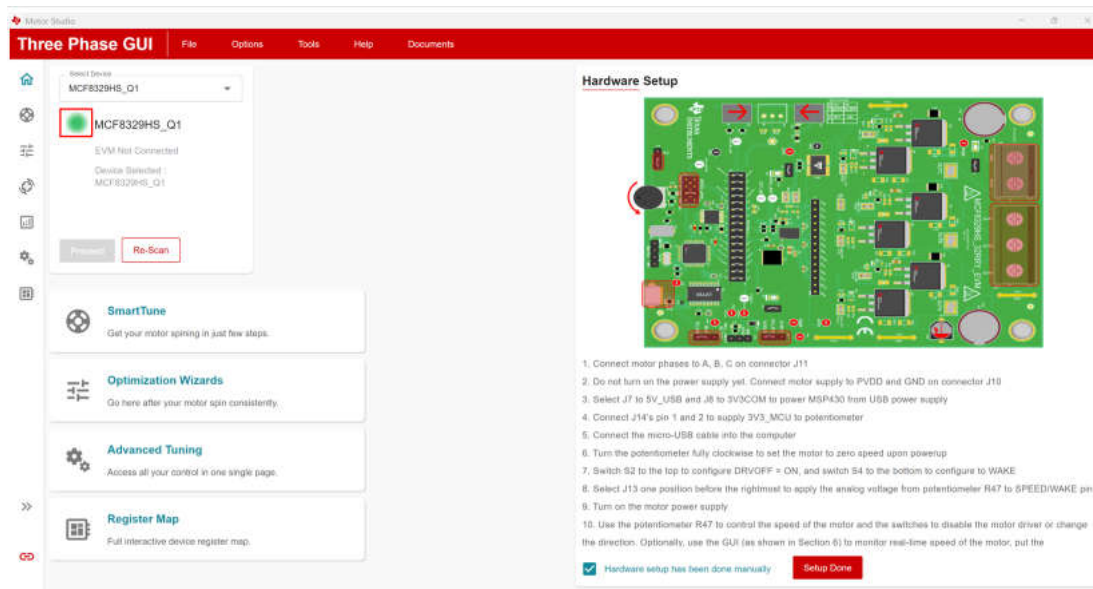 Motor Studio
Three Phase GUI File Options Tools Help Documents
Select Device
MCF8329HS_Q1
MCF8329HS_Q1
EVM Not Connected
Device Selected :
MCF8329HS_Q1
Proceed Re-Scan
SmartTune
Get your motor spining in just few steps.
Optimization Wizards
Go here after your motor spin consistently.
Advanced Tuning
Access all your control in one single page.
Register Map
Full interactive device register map.
Hardware Setup
TEXAS
INSTRUMENTS
1. Connect motor phases to A, B, C on connector J11
2. Do not turn on the power supply yet. Connect motor supply to PVDD and GND on connector J10
3. Select J7 to 5V_USB and J8 to 3V3COM to power MSP430 from USB power supply
4. Connect J14's pin 1 and 2 to supply 3V3_MCU to potentiometer
5. Connect the micro-USB cable into the computer
6. Turn the potentiometer fully clockwise to set the motor to zero speed upon powerup
7. Switch S2 to the top to configure DRVOFF = ON, and switch S4 to the bottom to configure to WAKE
8. Select J13 one position before the rightmost to apply the analog voltage from potentiometer R47 to SPEED/WAKE pin
9. Turn on the motor power supply
10. Use the potentiometer R47 to control the speed of the motor and the switches to disable the motor driver or change
the direction. Optionally, use the GUI (as shown in Section 6) to monitor real-time speed of the motor, put the
Hardware setup has been done manually Setup Done